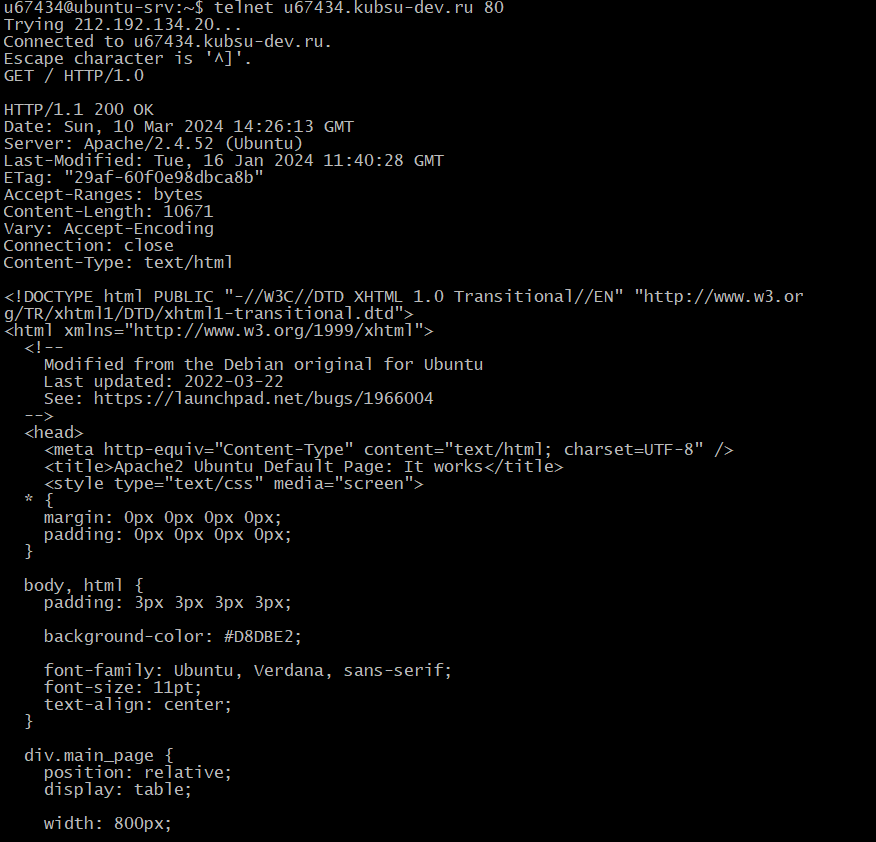 u67434@ubuntu-srv:~$ telnet u67434.kubsu-dev.ru 80
Trying 212.192.134.20...
Connected to u67434.kubsu-dev.ru.
Escape character is '^]'.
GET / HTTP/1.0

HTTP/1.1 200 OK
Date: Sun, 10 Mar 2024 14:26:13 GMT
Server: Apache/2.4.52 (Ubuntu)
Last-Modified: Tue, 16 Jan 2024 11:40:28 GMT
ETag: "29af-60f0e98dbca8b"
Accept-Ranges: bytes
Content-Length: 10671
Vary: Accept-Encoding
Connection: close
Content-Type: text/html

<!DOCTYPE html PUBLIC "-//W3C//DTD XHTML 1.0 Transitional//EN" "http://www.w3.or
g/TR/xhtml1/DTD/xhtml1-transitional.dtd">
<html xmlns="http://www.w3.org/1999/xhtml">
  <!--
    Modified from the Debian original for Ubuntu
    Last updated: 2022-03-22
    See: https://launchpad.net/bugs/1966004
  -->
  <head>
    <meta http-equiv="Content-Type" content="text/html; charset=UTF-8" />
    <title>Apache2 Ubuntu Default Page: It works</title>
    <style type="text/css" media="screen">
  * {
    margin: 0px 0px 0px 0px;
    padding: 0px 0px 0px 0px;
  }

  body, html {
    padding: 3px 3px 3px 3px;

    background-color: #D8DBE2;

    font-family: Ubuntu, Verdana, sans-serif;
    font-size: 11pt;
    text-align: center;
  }

  div.main_page {
    position: relative;
    display: table;

    width: 800px;